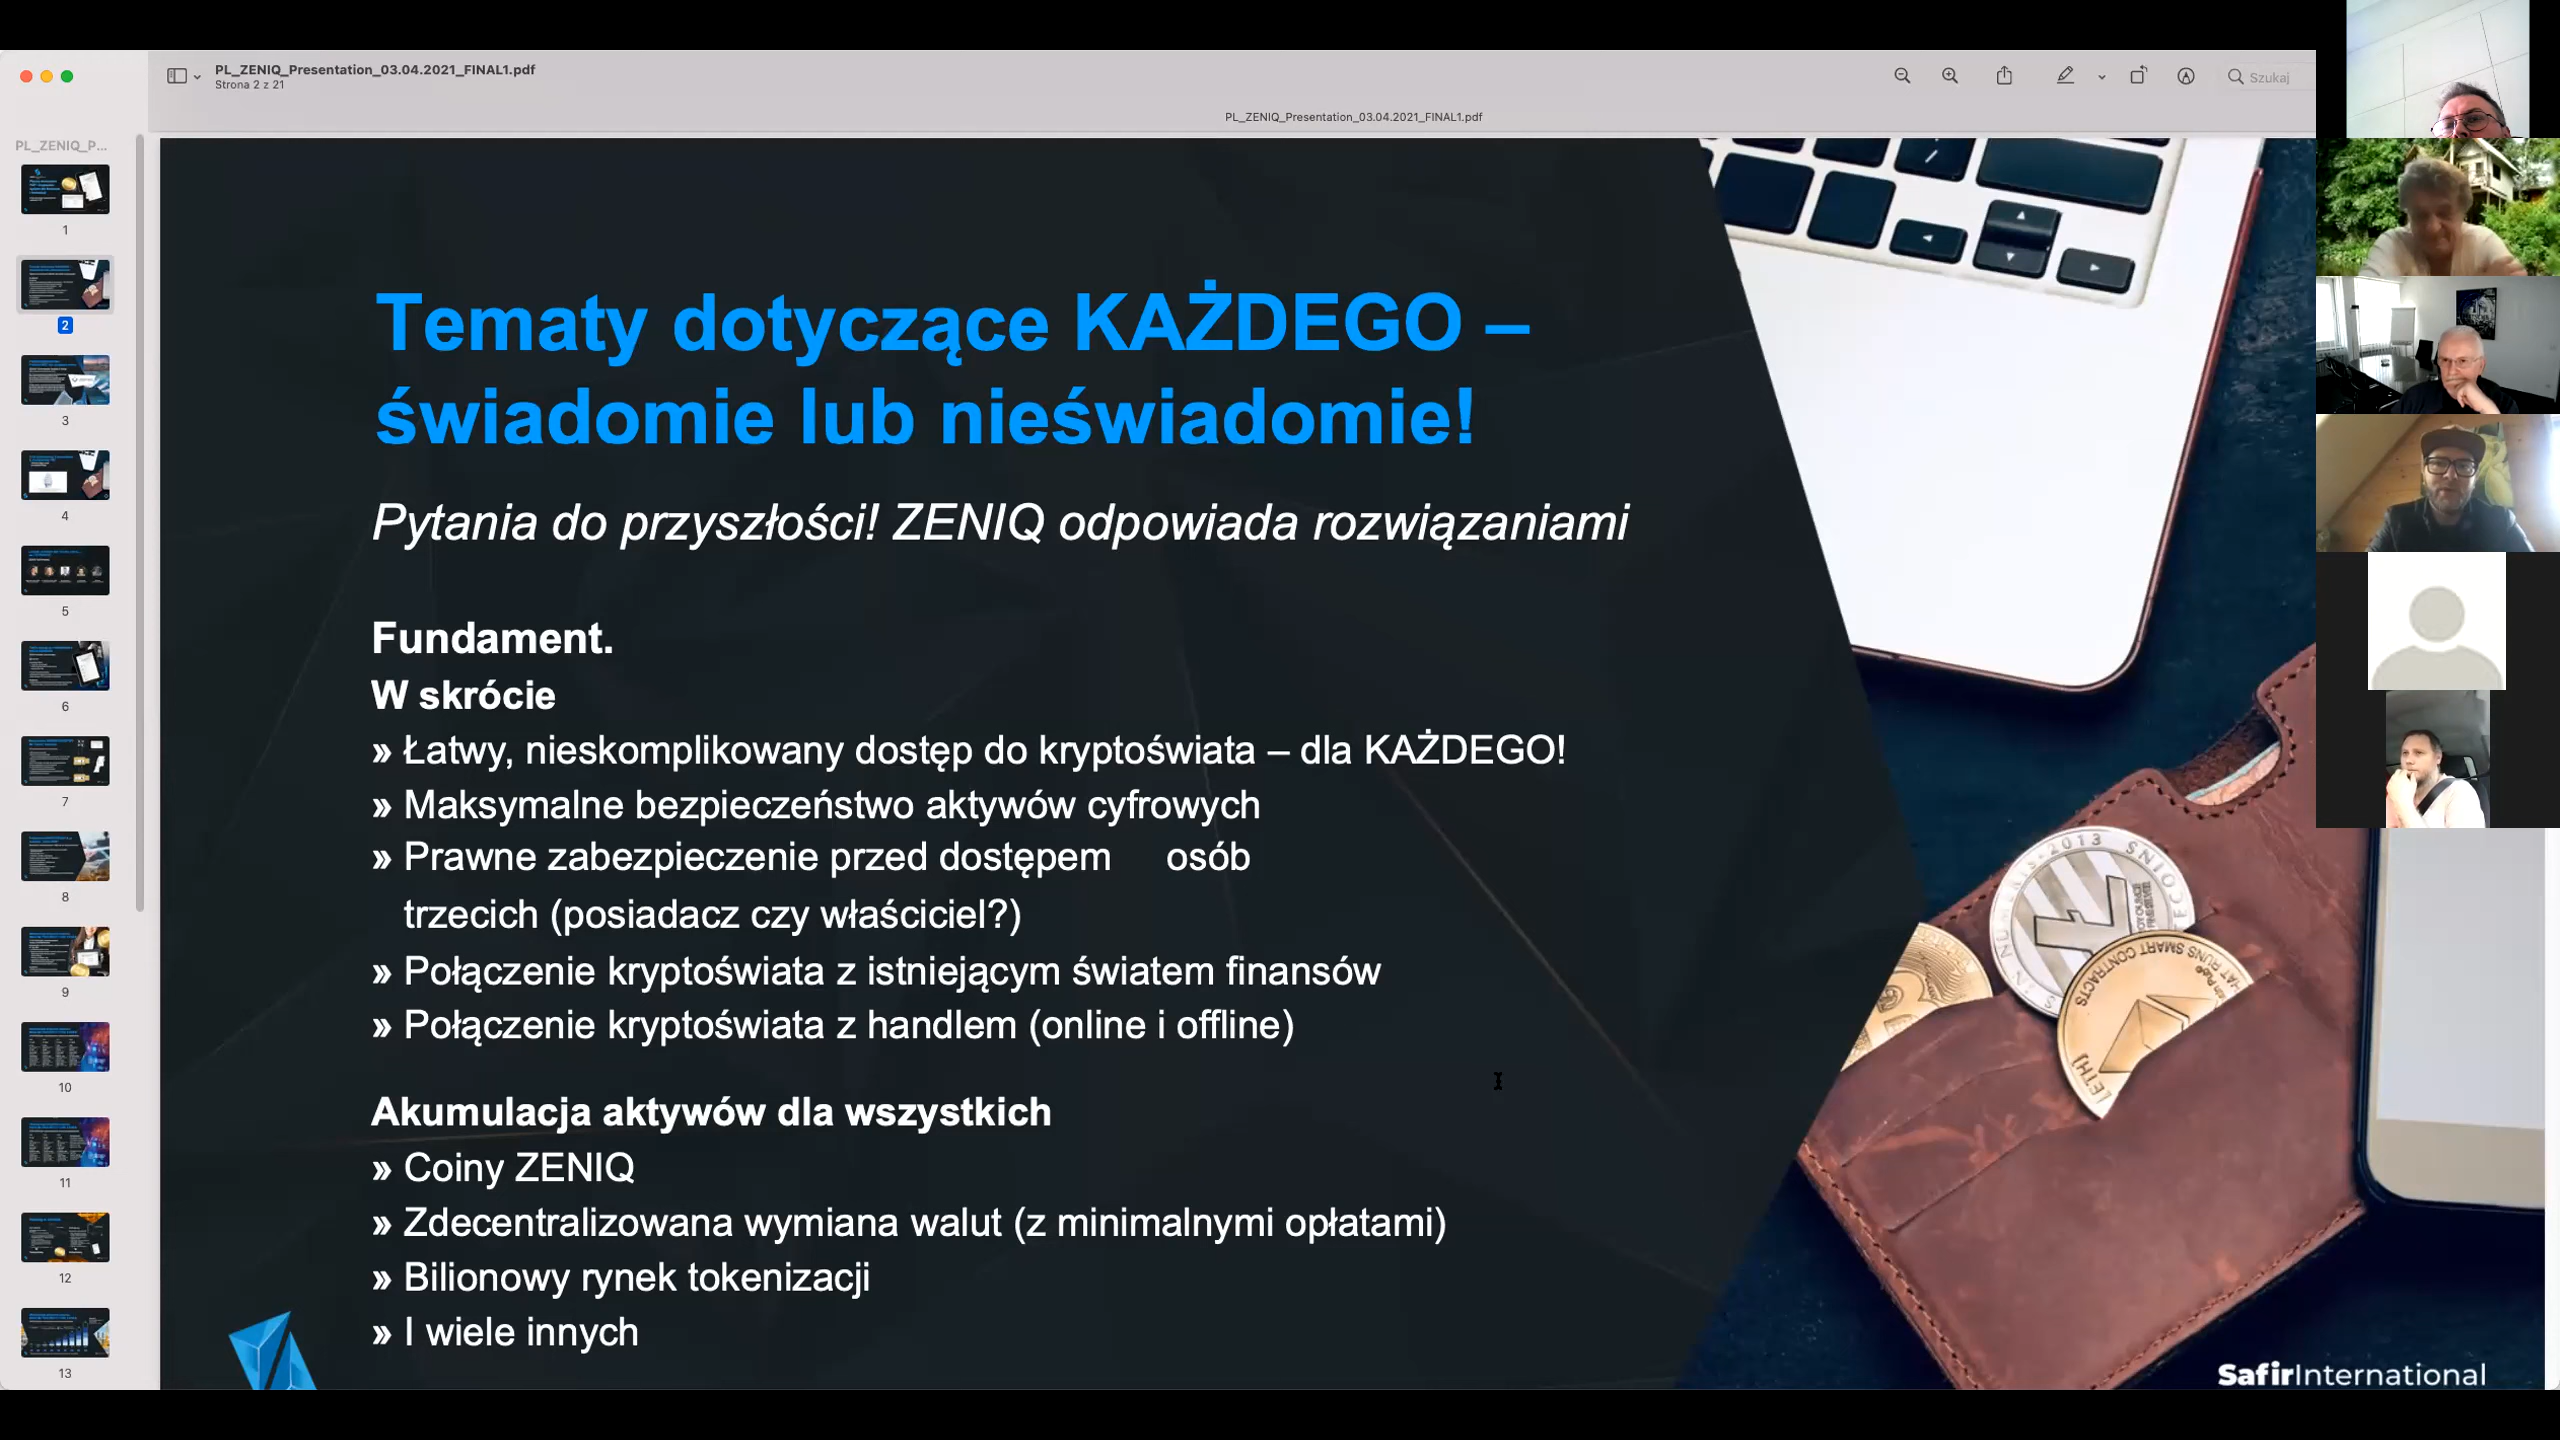 PL_ZENIQ_Presentation_03.04.2021_FINAL1.pdf
Strona 2 z 21
Szukaj
PL_ZENIQ_Presentation_03.04.2021_FINAL1.pdf
PL_ZENIQ_P...
1
2
3
4
5
6
7
8
9
10
11
12
13
Tematy dotyczące KAŻDEGO –
świadomie lub nieświadomie!
Pytania do przyszłości! ZENIQ odpowiada rozwiązaniami
Fundament.
W skrócie
» Łatwy, nieskomplikowany dostęp do kryptoświata – dla KAŻDEGO!
» Maksymalne bezpieczeństwo aktywów cyfrowych
» Prawne zabezpieczenie przed dostępem osób
trzecich (posiadacz czy właściciel?)
» Połączenie kryptoświata z istniejącym światem finansów
» Połączenie kryptoświata z handlem (online i offline)
Akumulacja aktywów dla wszystkich
» Coiny ZENIQ
» Zdecentralizowana wymiana walut (z minimalnymi opłatami)
» Bilionowy rynek tokenizacji
» I wiele innych
SafirInternational